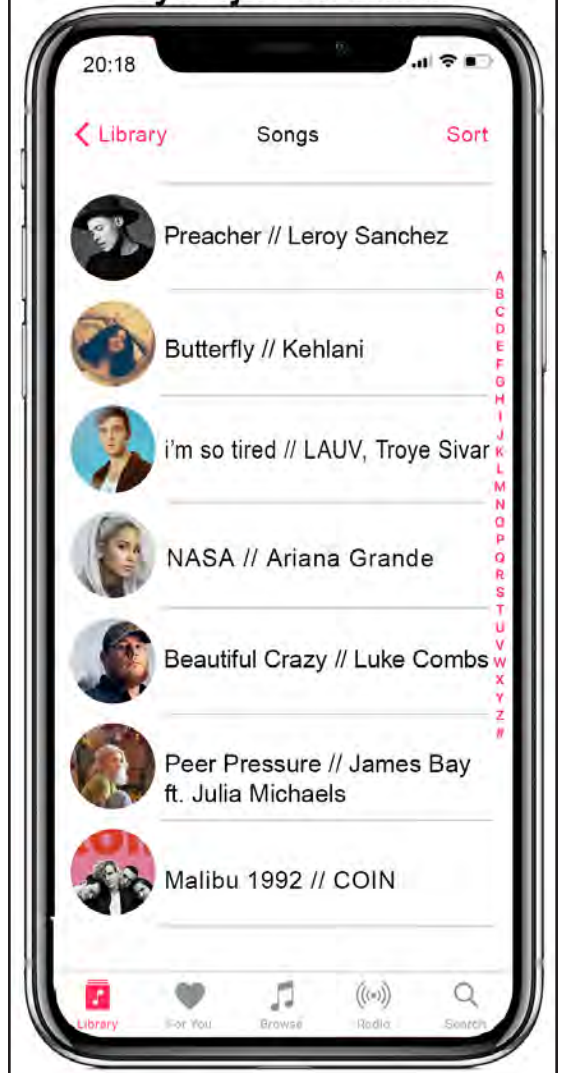 20:18
Library Songs Sort
Preacher // Leroy Sanchez
Butterfly // Kehlani
i'm so tired // LAUV, Troye Sivar
NASA // Ariana Grande
Beautiful Crazy // Luke Combs
Peer Pressure // James Bay
ft. Julia Michaels
Malibu 1992 // COIN
A
B
C
D
E
F
G
H
I
J
K
L
M
N
O
P
Q
R
S
T
U
V
W
X
Y
Z
#
Library For You Browse Radio Search